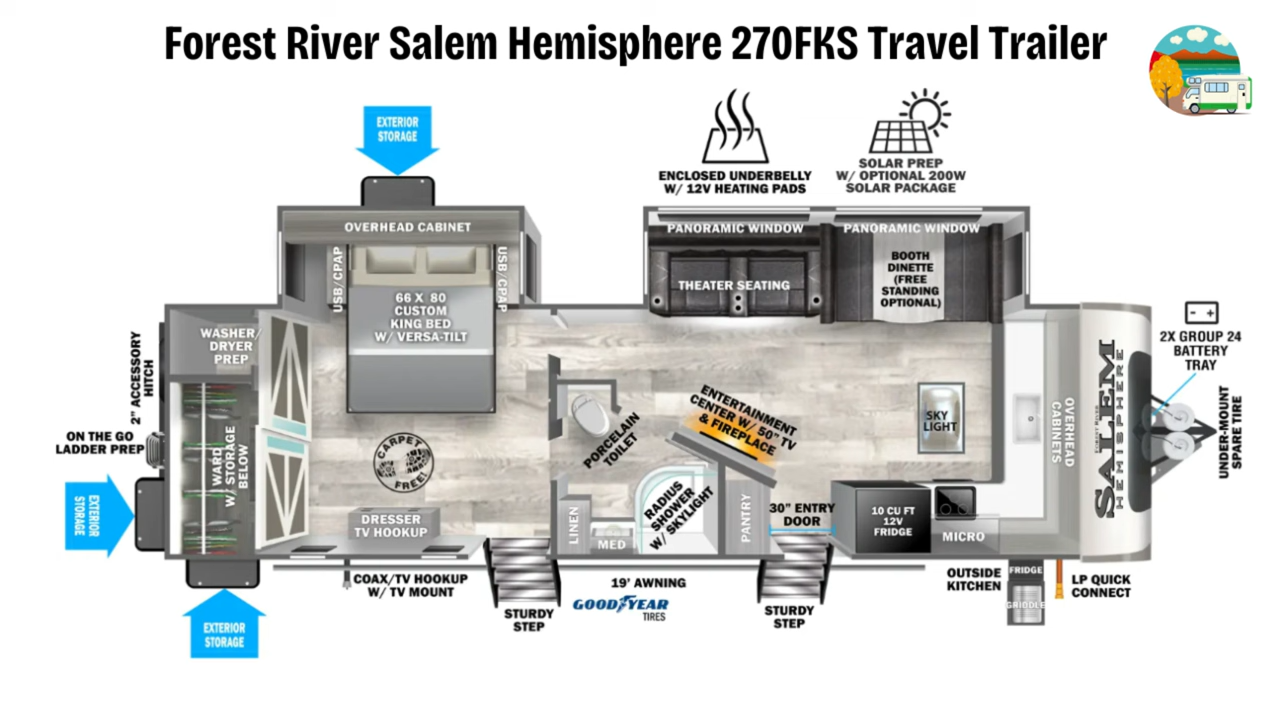 Forest River Salem Hemisphere 270FKS Travel Trailer
EXTERIOR
STORAGE
ENCLOSED UNDERBELLY
W/ 12V HEATING PADS
SOLAR PREP
W/ OPTIONAL 200W
SOLAR PACKAGE
OVERHEAD CABINET
PANORAMIC WINDOW
PANORAMIC WINDOW
USB/CPAP
USB/CPAP
66 X 80
CUSTOM
KING BED
W/ VERSA-TILT
THEATER SEATING
BOOTH
DINETTE
(FREE
STANDING
OPTIONAL)
WASHER/
DRYER
PREP
2" ACCESSORY
HITCH
ON THE GO
LADDER PREP
WARD
W/ STORAGE
BELOW
EXTERIOR
STORAGE
CARPET
FREE!
DRESSER
TV HOOKUP
PORCELAIN
TOILET
ENTERTAINMENT
CENTER W/ 50" TV
& FIREPLACE
SKY
LIGHT
OVERHEAD
CABINETS
FOREST RIVER
SALEM
HEMISPHERE
- +
2X GROUP 24
BATTERY
TRAY
UNDER-MOUNT
SPARE TIRE
LINEN
MED
RADIUS
SHOWER
W/ SKYLIGHT
PANTRY
30" ENTRY
DOOR
10 CU FT
12V
FRIDGE
MICRO
COAX/TV HOOKUP
W/ TV MOUNT
STURDY
STEP
19' AWNING
GOODYEAR
TIRES
STURDY
STEP
OUTSIDE
KITCHEN
FRIDGE
GRIDDLE
LP QUICK
CONNECT
EXTERIOR
STORAGE